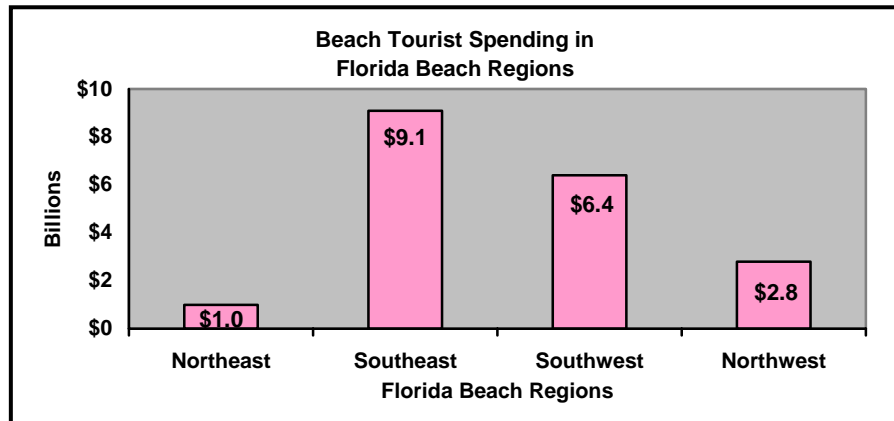 Beach Tourist Spending in
Florida Beach Regions
$10
$8
$6
$4
$2
$0
Billions
$1.0
$9.1
$6.4
$2.8
Northeast Southeast Southwest Northwest
Florida Beach Regions